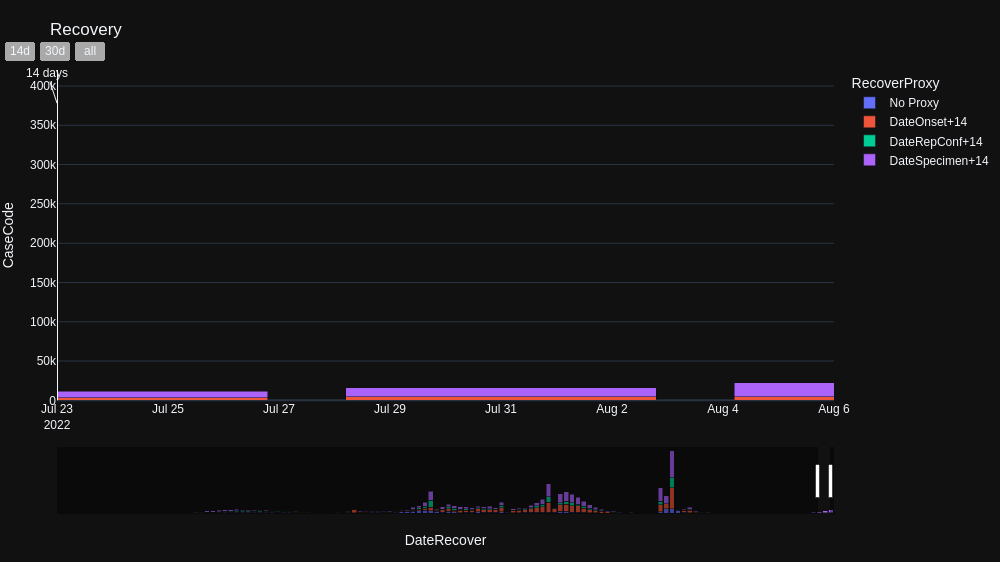 Recovery
14d 30d all
14 days
400k
350k
300k
250k
200k
150k
100k
50k
0
CaseCode
Jul 23 Jul 25 Jul 27 Jul 29 Jul 31 Aug 2 Aug 4 Aug 6
2022
DateRecover
RecoverProxy
No Proxy
DateOnset+14
DateRepConf+14
DateSpecimen+14